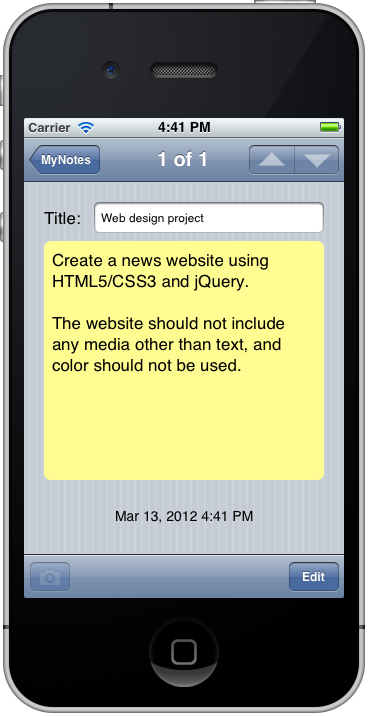 Carrier 4:41 PM
MyNotes 1 of 1
Title: Web design project
Create a news website using
HTML5/CSS3 and jQuery.
The website should not include
any media other than text, and
color should not be used.
Mar 13, 2012 4:41 PM
Edit